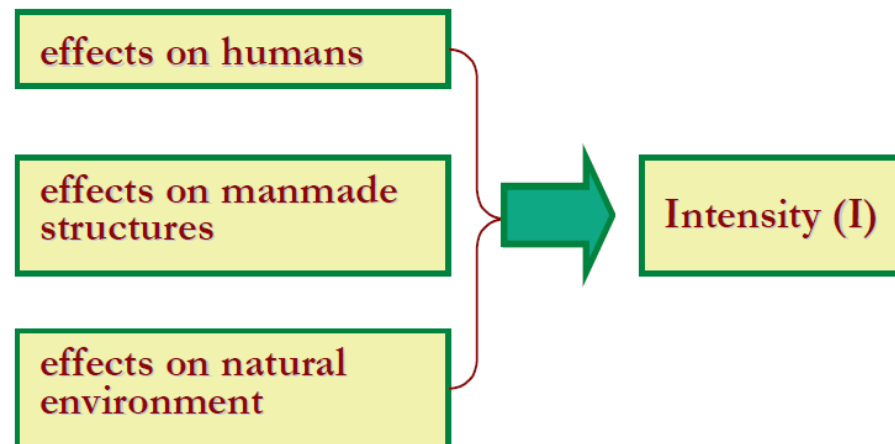 effects on humans
effects on manmade
structures
effects on natural
environment
Intensity (I)